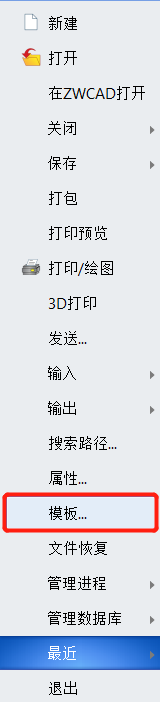 新建
打开
在ZWCAD打开
关闭
保存
打包
打印预览
打印/绘图
3D打印
发送...
输入
输出
搜索路径...
属性...
模板...
文件恢复
管理进程
管理数据库
最近
退出